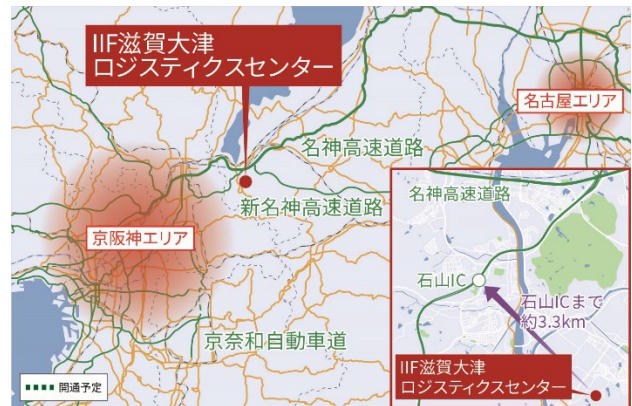 IIF滋賀大津
ロジスティクスセンター
名古屋エリア
名神高速道路
新名神高速道路
京阪神エリア
京奈和自動車道
開通予定
名神高速道路
石山IC
石山ICまで
約3.3km
IIF滋賀大津
ロジスティクスセンター